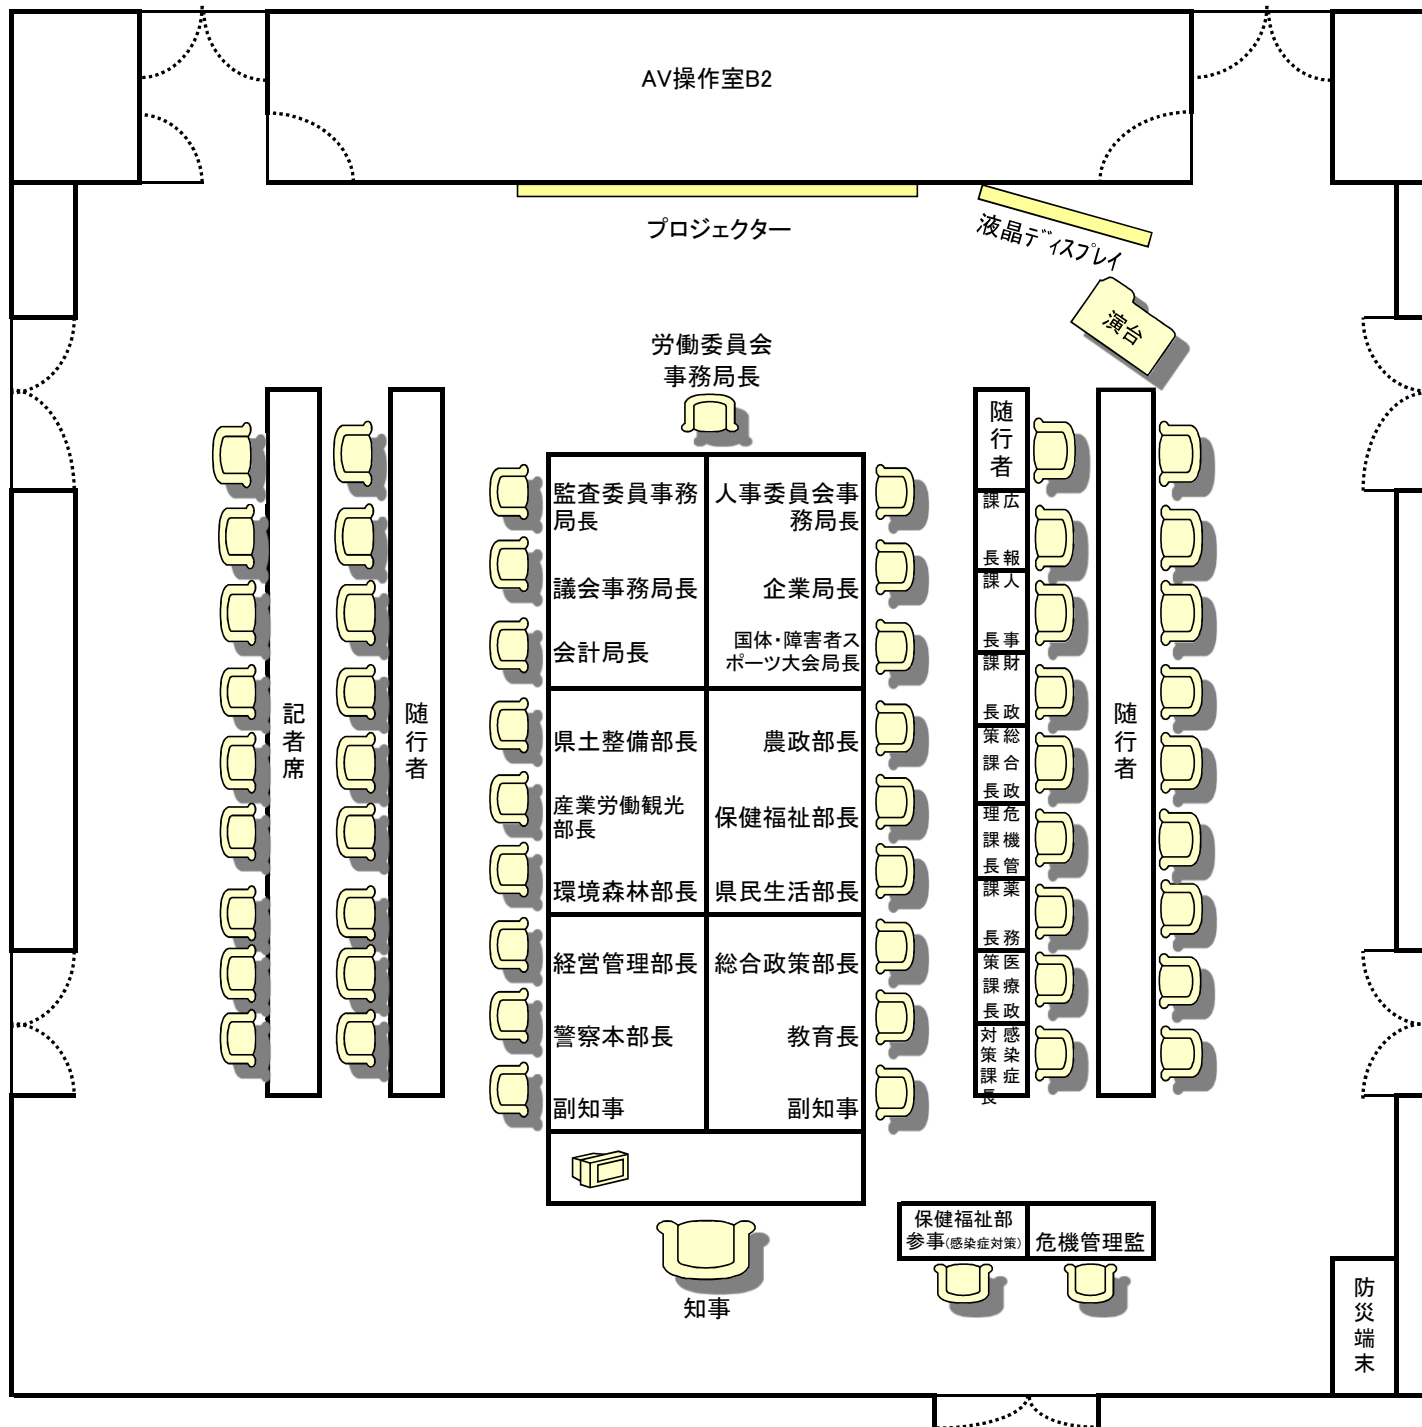 AV操作室B2
プロジェクター
液晶ディスプレイ
演台
労働委員会
事務局長
記者席
随行者
監査委員事務
局長
議会事務局長
会計局長
県土整備部長
産業労働観光
部長
環境森林部長
経営管理部長
警察本部長
副知事
人事委員会事
務局長
企業局長
国体・障害者ス
ポーツ大会局長
農政部長
保健福祉部長
県民生活部長
総合政策部長
教育長
副知事
随行者
広報
課長
人事
課長
財政
課長
総合政
策課長
危機管
理課長
薬務
課長
医療政
策課長
感染症
対策課長
随行者
知事
保健福祉部
参事(感染症対策)
危機管理監
防災端末